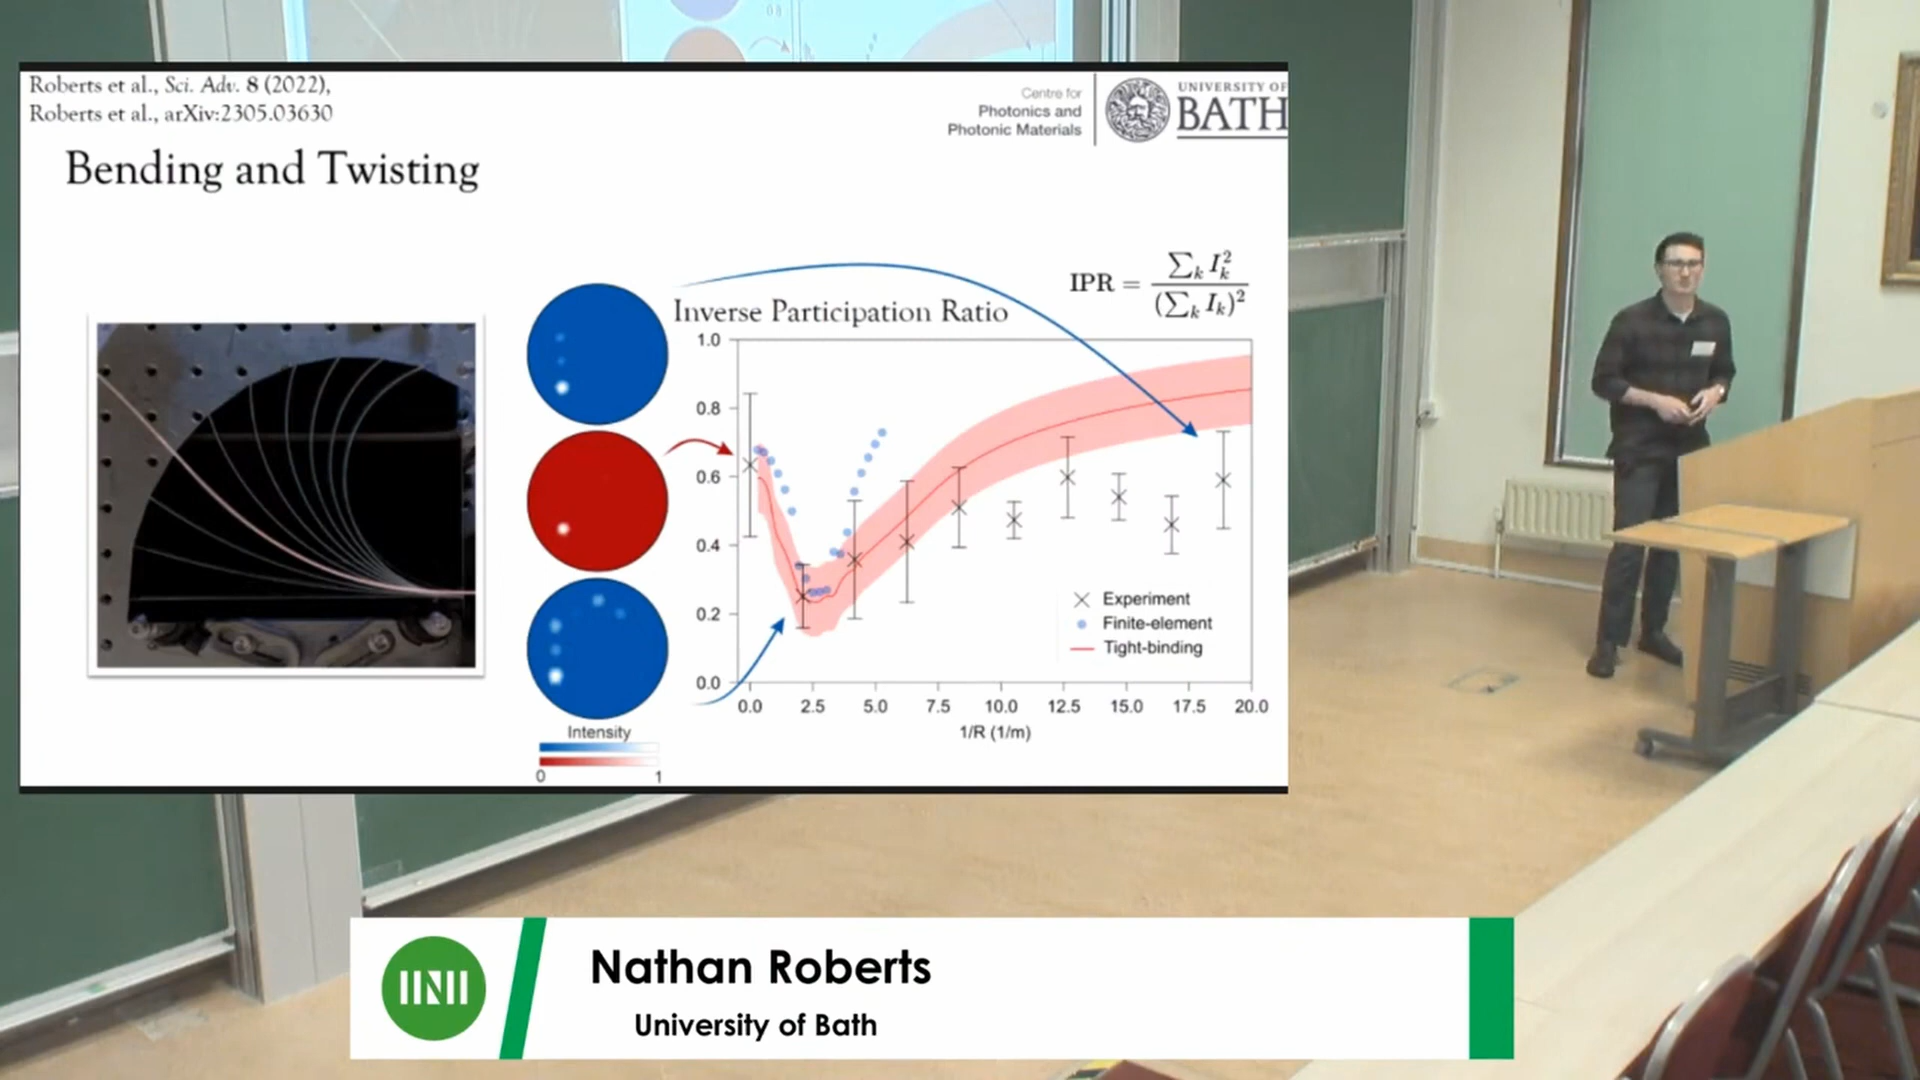 Roberts et al., Sci. Adv. 8 (2022),
Roberts et al., arXiv:2305.03630
Centre for
Photonics and
Photonic Materials
UNIVERSITY OF
BATH
Bending and Twisting
Inverse Participation Ratio
IPR = ∑ₖ Iₖ² / (∑ₖ Iₖ)²
1.0
0.8
0.6
0.4
0.2
0.0
Experiment
Finite-element
Tight-binding
0.0 2.5 5.0 7.5 10.0 12.5 15.0 17.5 20.0
1/R (1/m)
Intensity
0 1
Nathan Roberts
University of Bath